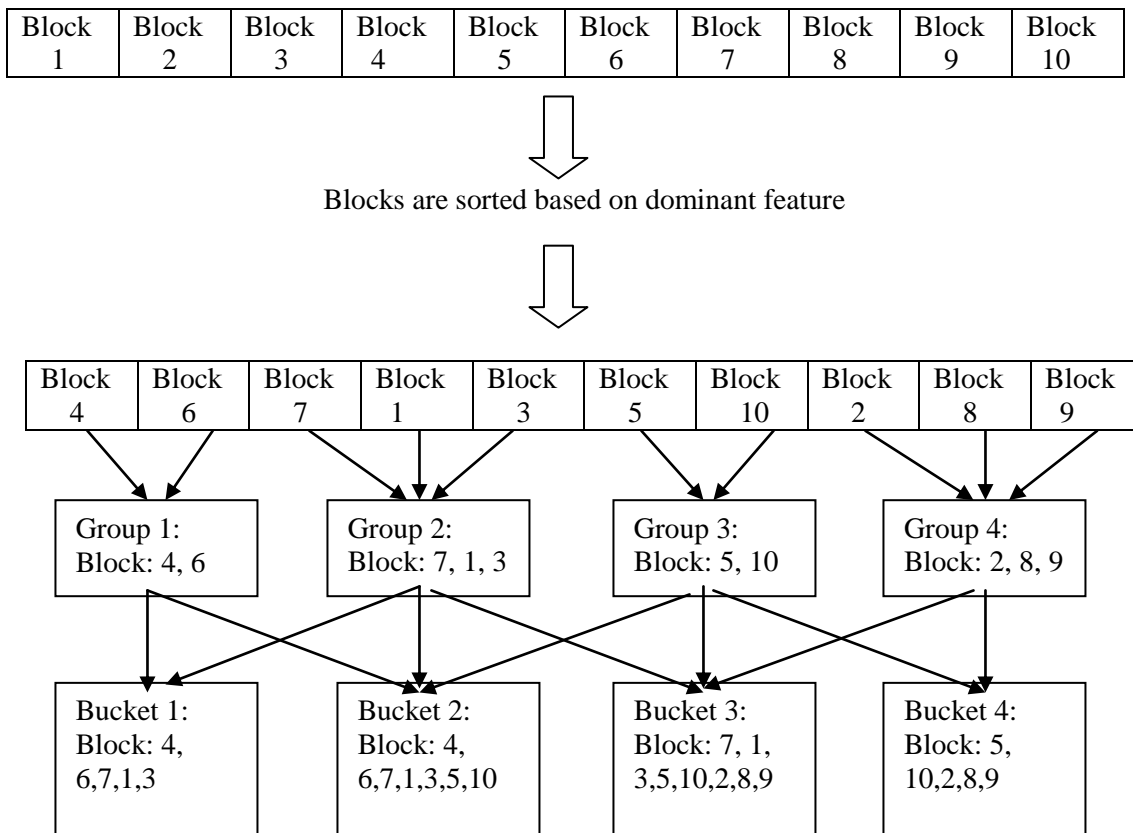 Block Block Block Block Block Block Block Block Block Block
1 2 3 4 5 6 7 8 9 10
Blocks are sorted based on dominant feature
Block Block Block Block Block Block Block Block Block Block
4 6 7 1 3 5 10 2 8 9
Group 1:
Block: 4, 6
Group 2:
Block: 7, 1, 3
Group 3:
Block: 5, 10
Group 4:
Block: 2, 8, 9
Bucket 1:
Block: 4,
6,7,1,3
Bucket 2:
Block: 4,
6,7,1,3,5,10
Bucket 3:
Block: 7, 1,
3,5,10,2,8,9
Bucket 4:
Block: 5,
10,2,8,9